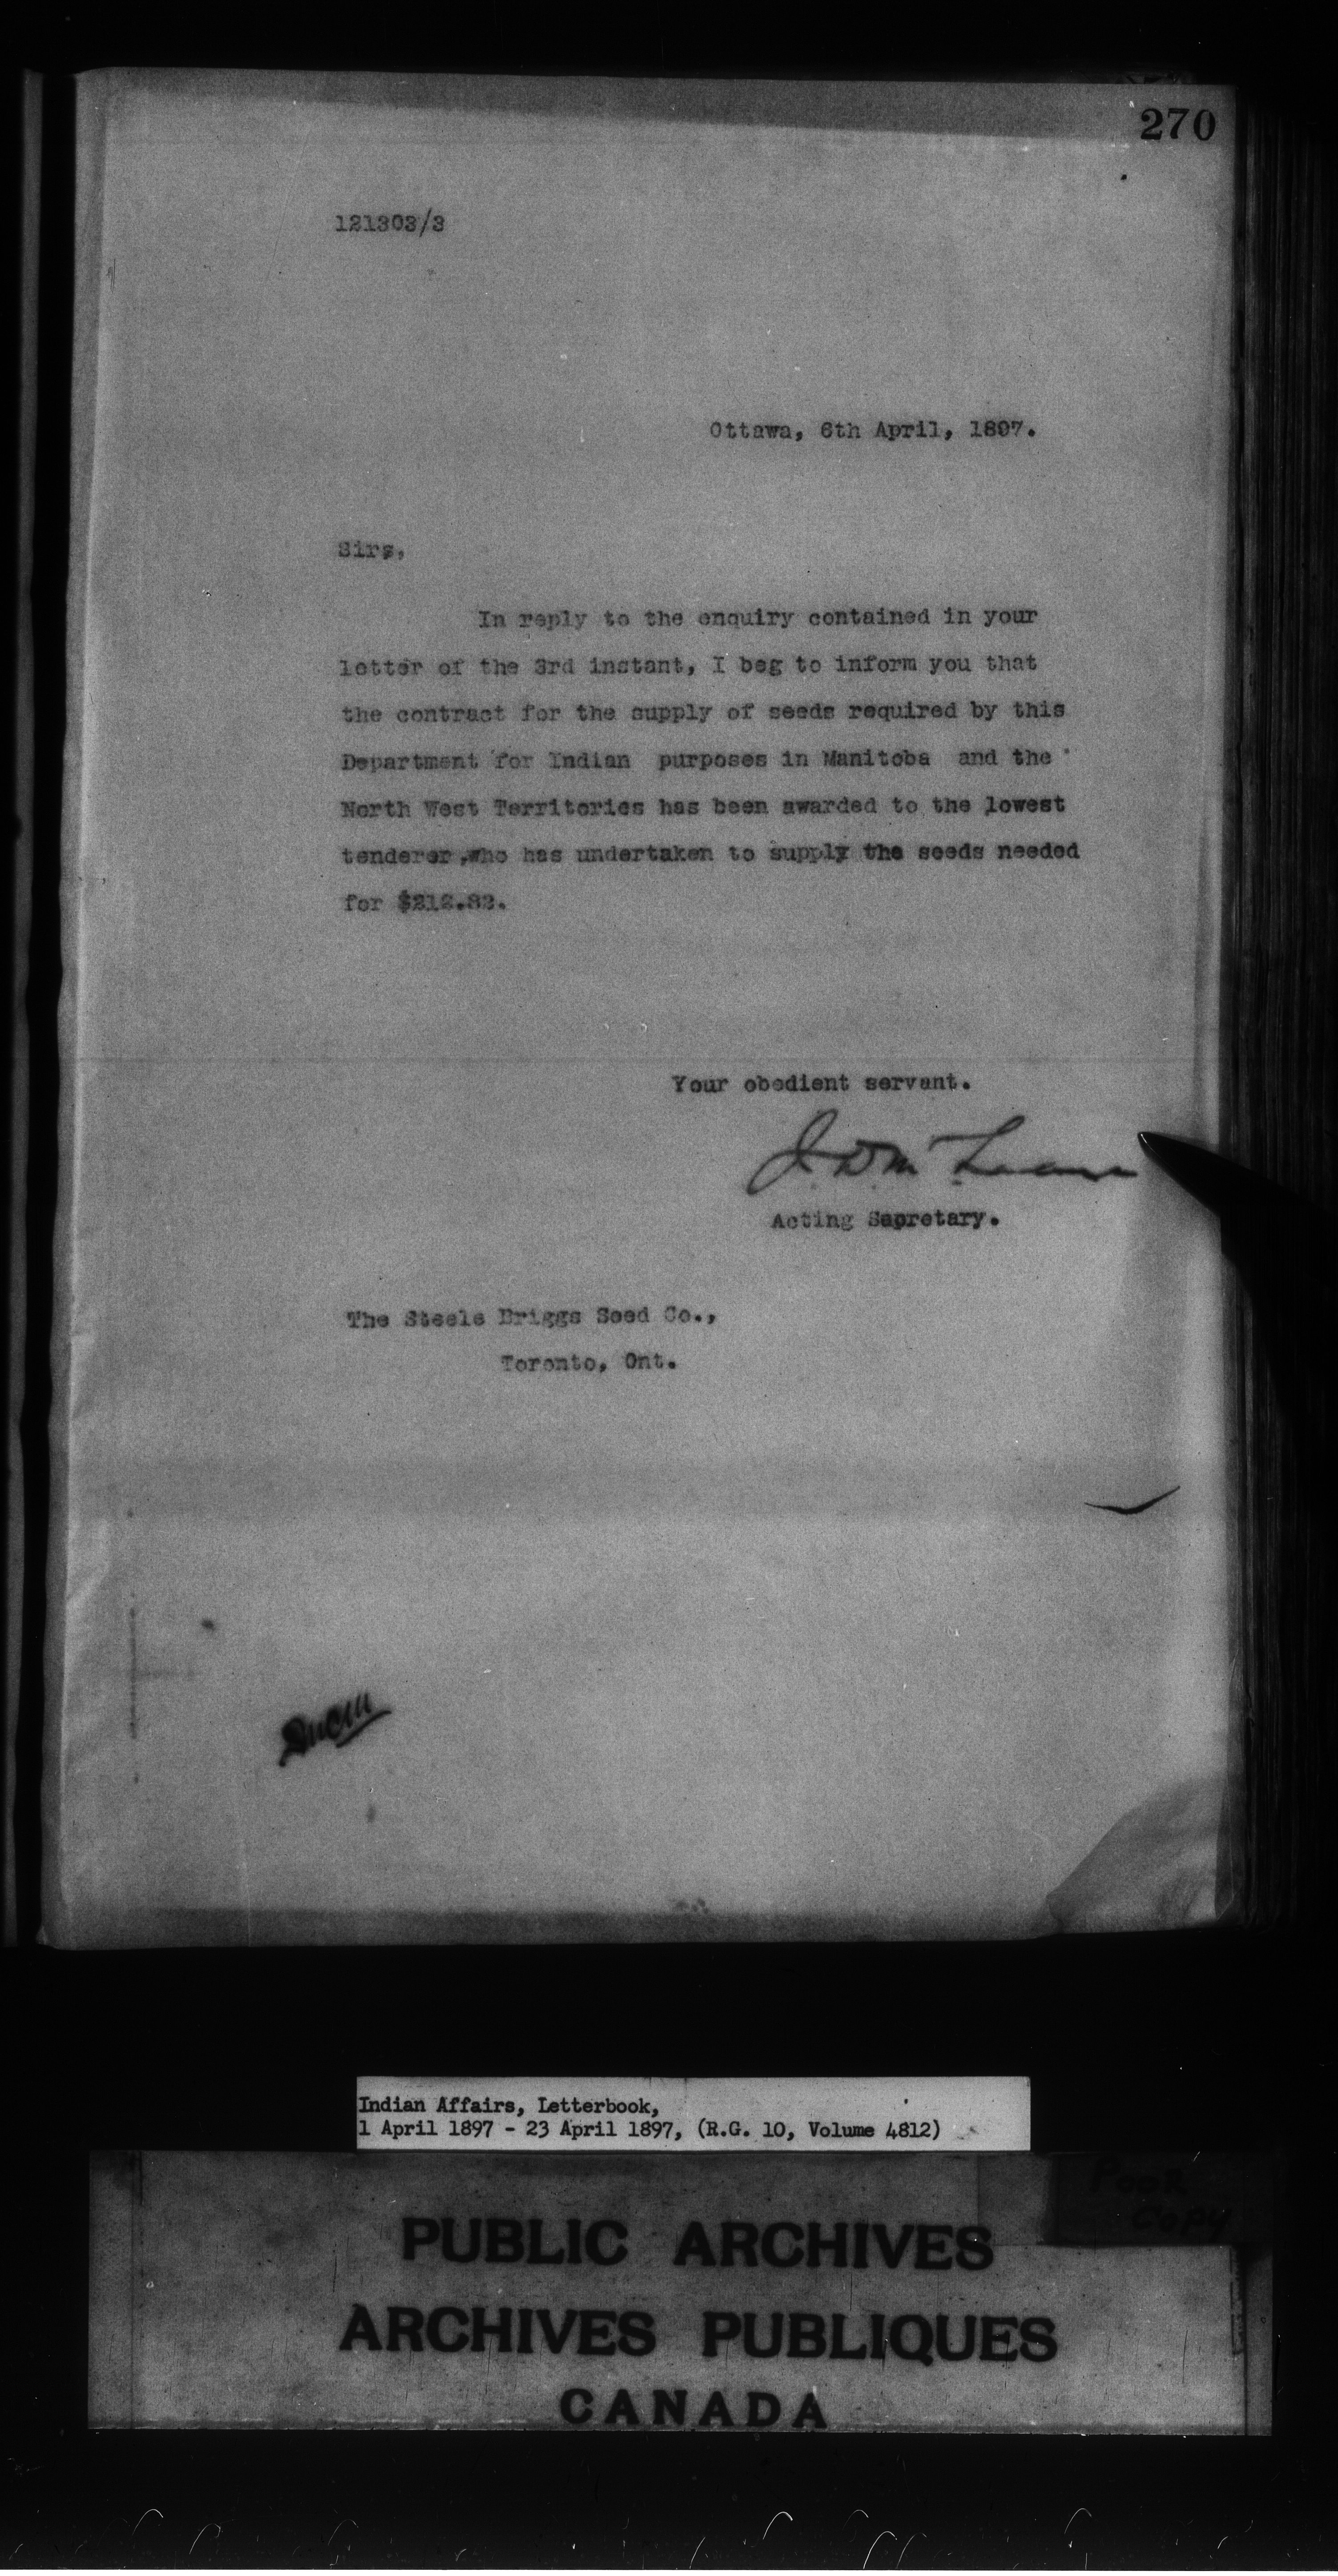 270
121303/3
Ottawa, 6th April, 1897.
Sirs,
In reply to the enquiry contained in your
letter of the 3rd instant, I beg to inform you that
the contract for the supply of seeds required by this
Department for Indian purposes in Manitoba and the
North West Territories has been awarded to the lowest
tenderer, who has undertaken to supply the seeds needed
for $212.82.
Your obedient servant.
J. D. McLean
Acting Secretary.
The Steele Briggs Seed Co.,
Toronto, Ont.
Indian Affairs, Letterbook,
1 April 1897 - 23 April 1897, (R.G. 10, Volume 4812)
Poor
Copy
PUBLIC ARCHIVES
ARCHIVES PUBLIQUES
CANADA